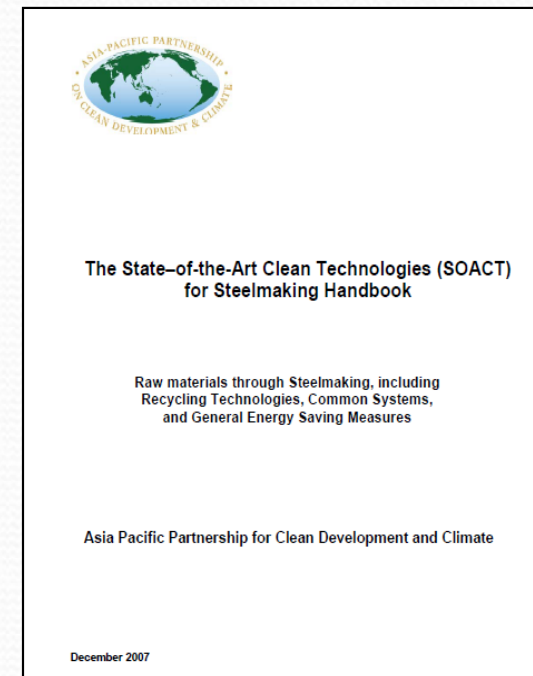 ASIA-PACIFIC PARTNERSHIP
ON CLEAN DEVELOPMENT & CLIMATE
The State–of-the-Art Clean Technologies (SOACT)
for Steelmaking Handbook
Raw materials through Steelmaking, including
Recycling Technologies, Common Systems,
and General Energy Saving Measures
Asia Pacific Partnership for Clean Development and Climate
December 2007